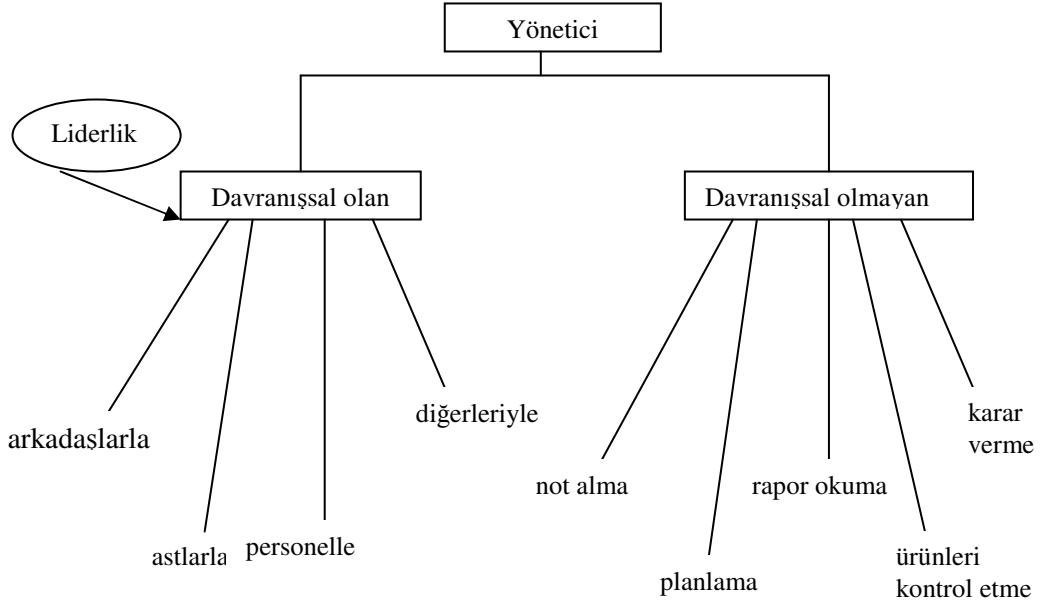 Yönetici
Liderlik
Davranışsal olan
Davranışsal olmayan
arkadaşlarla
astlarla
personelle
diğerleriyle
not alma
planlama
rapor okuma
ürünleri
kontrol etme
karar
verme